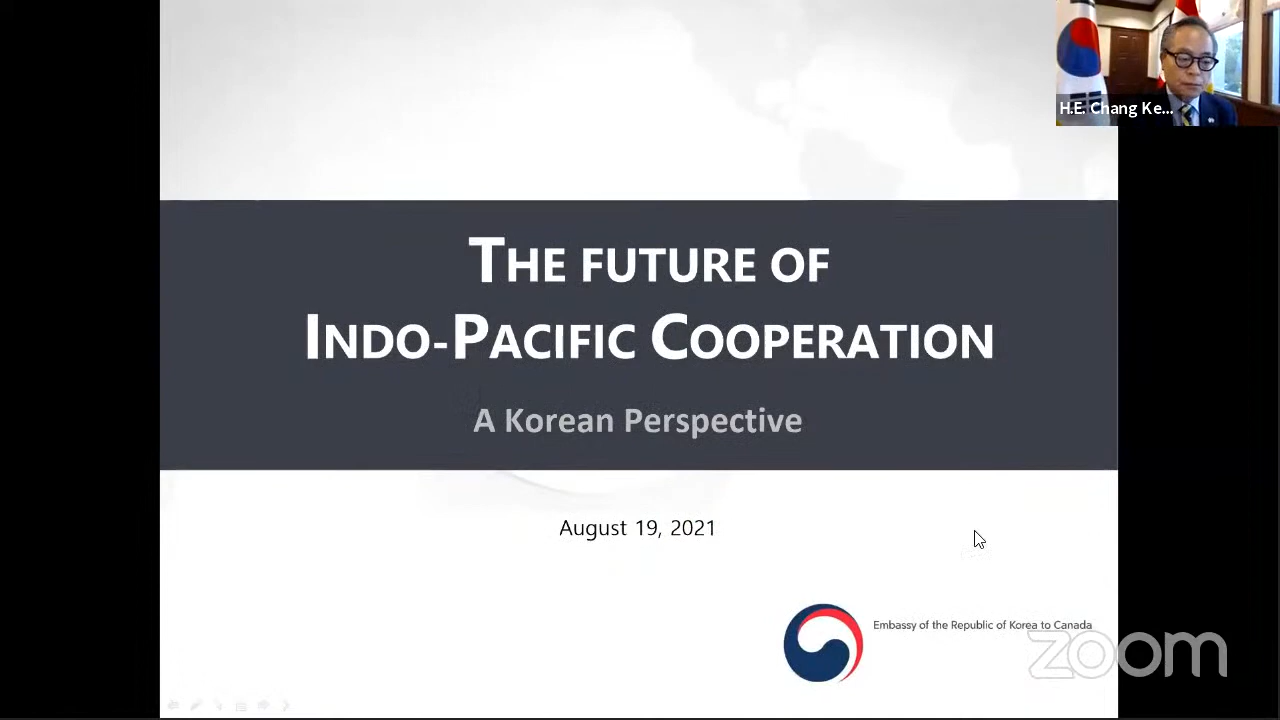 H.E. Chang Ke...
THE FUTURE OF
INDO-PACIFIC COOPERATION
A Korean Perspective
August 19, 2021
Embassy of the Republic of Korea to Canada
zoom